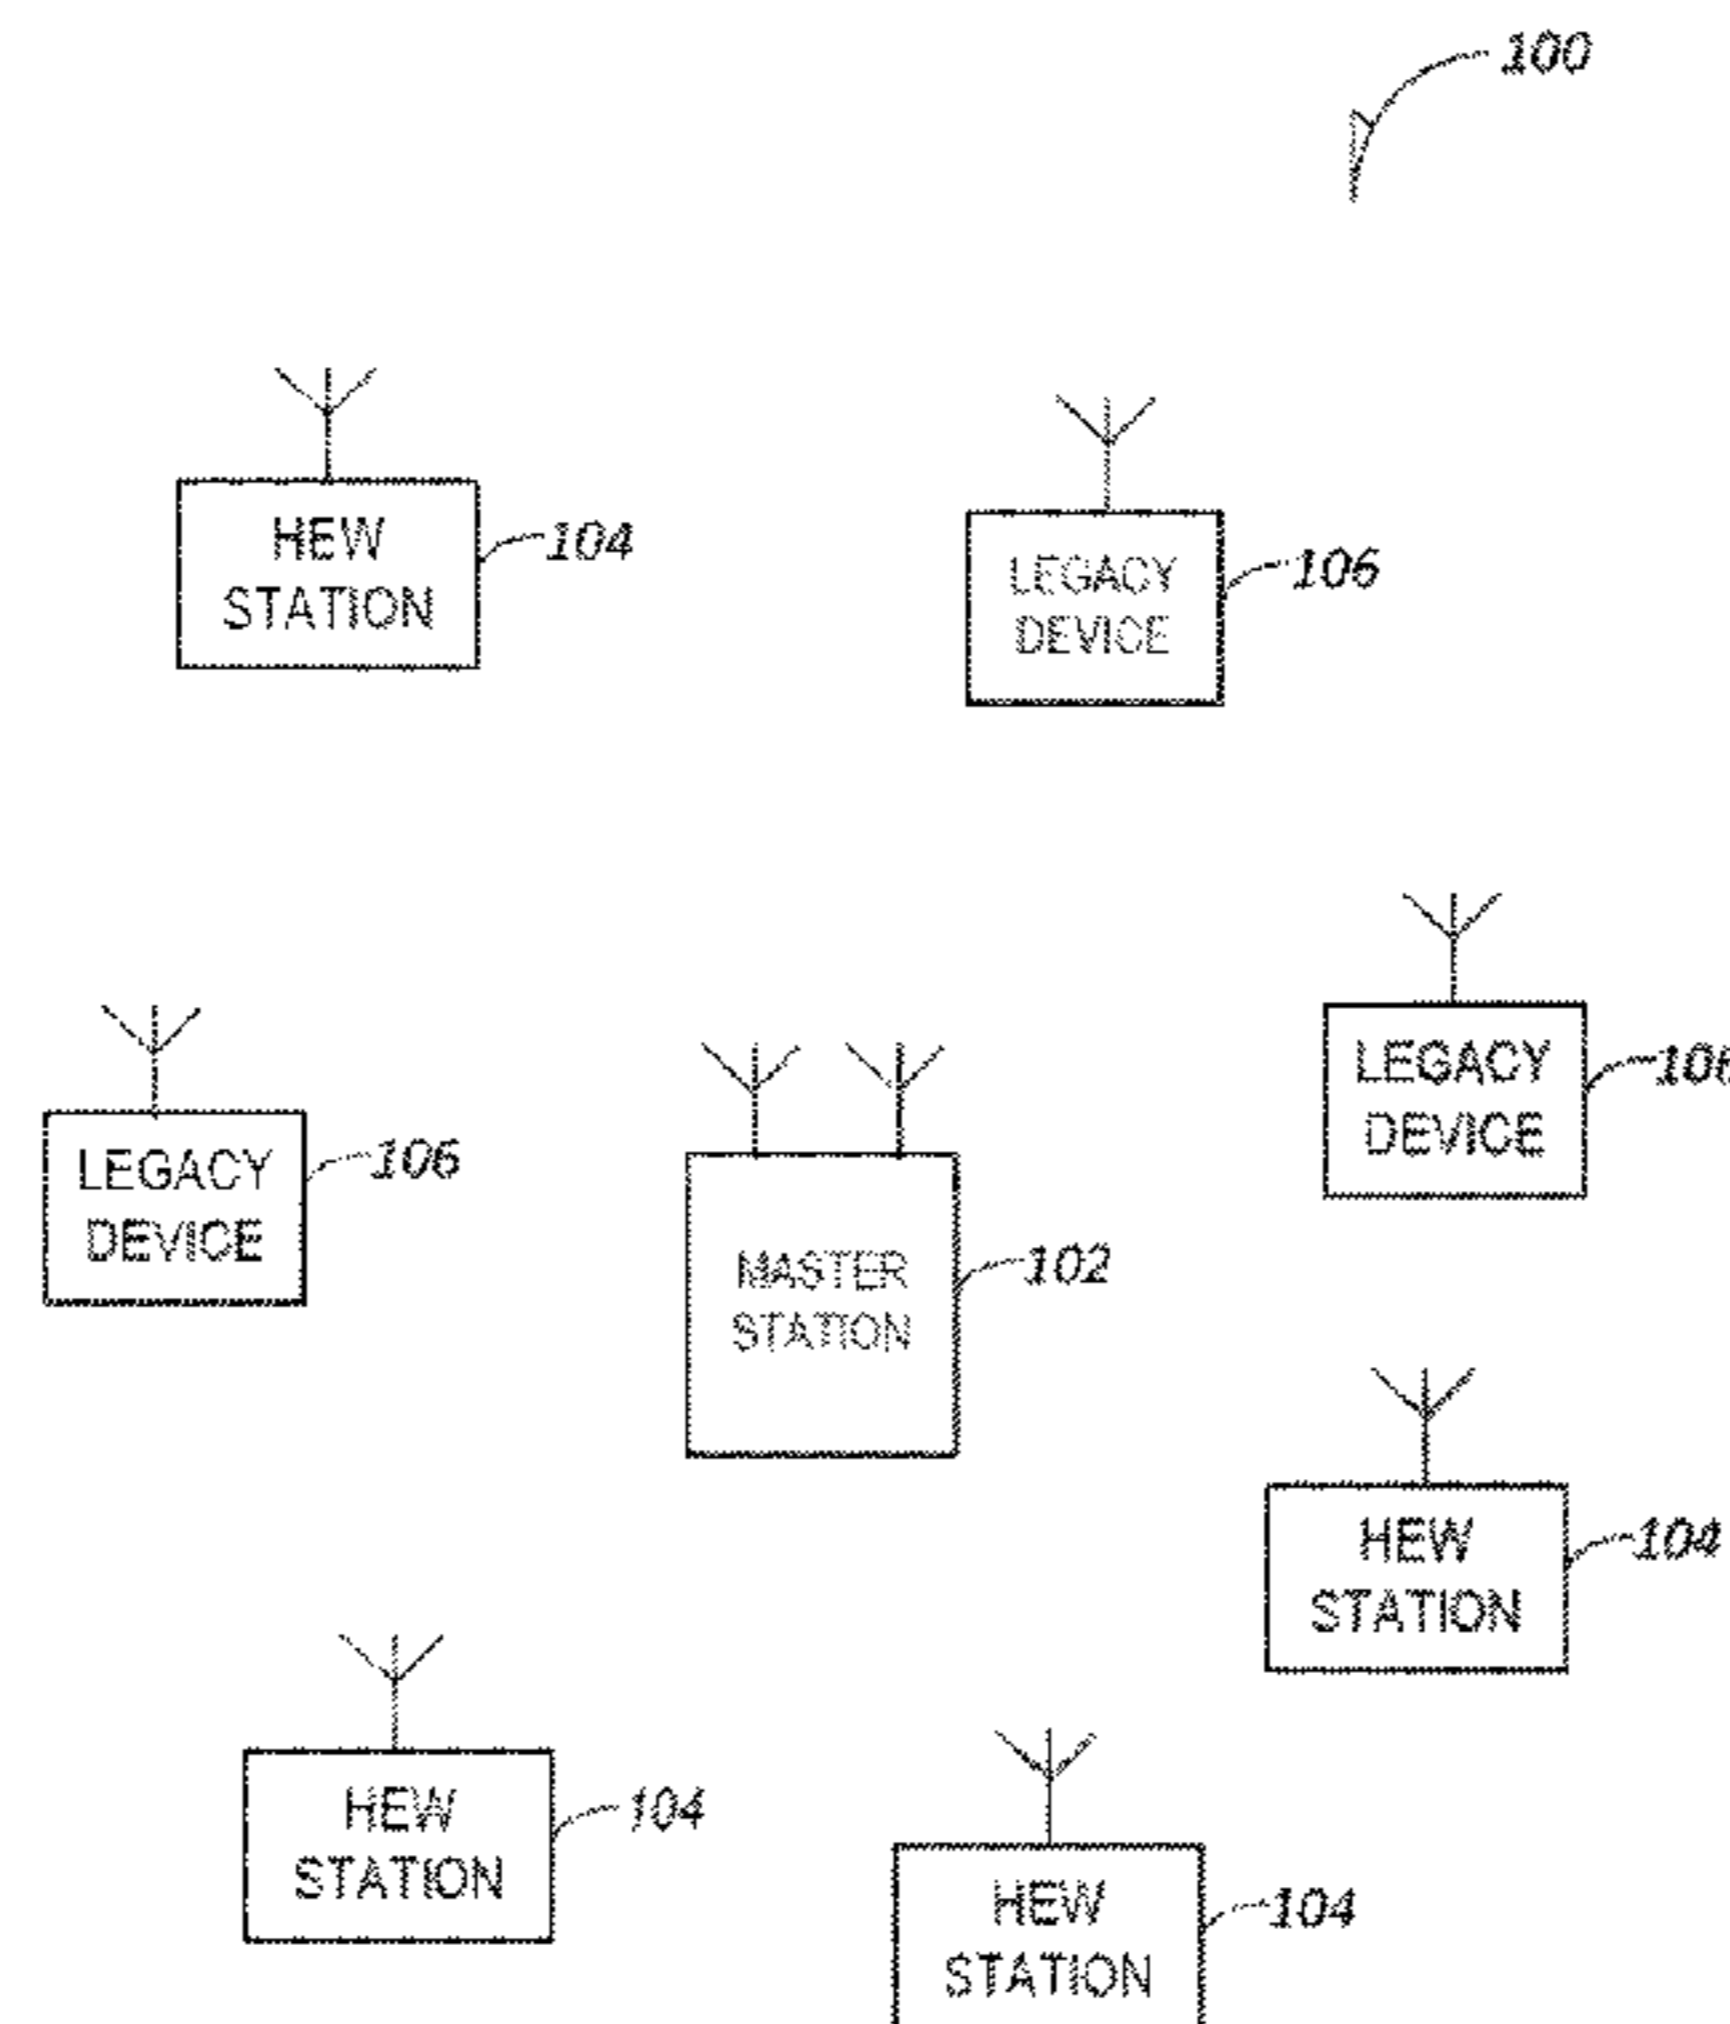 100
HEW
STATION
104
LEGACY
DEVICE
106
LEGACY
DEVICE
LEGACY
DEVICE
106
MASTER
STATION
102
HEW
STATION
104
HEW
STATION
104
HEW
STATION
104